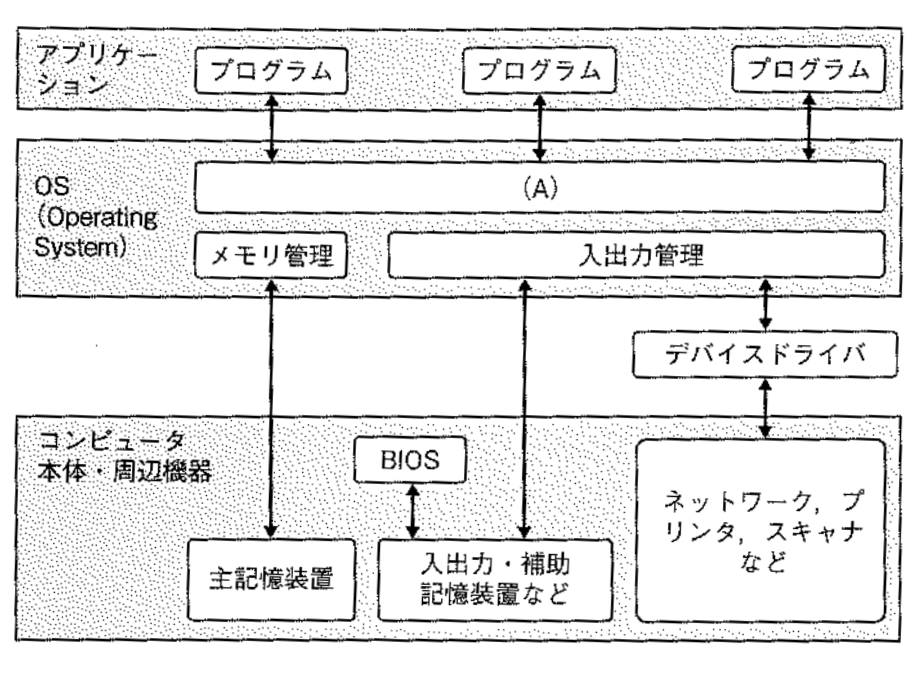 アプリケー
ション
プログラム
プログラム
プログラム
OS
(Operating
System)
(A)
メモリ管理
入出力管理
デバイスドライバ
コンピュータ
本体・周辺機器
BIOS
主記憶装置
入出力・補助
記憶装置など
ネットワーク，プ
リンタ，スキャナ
など